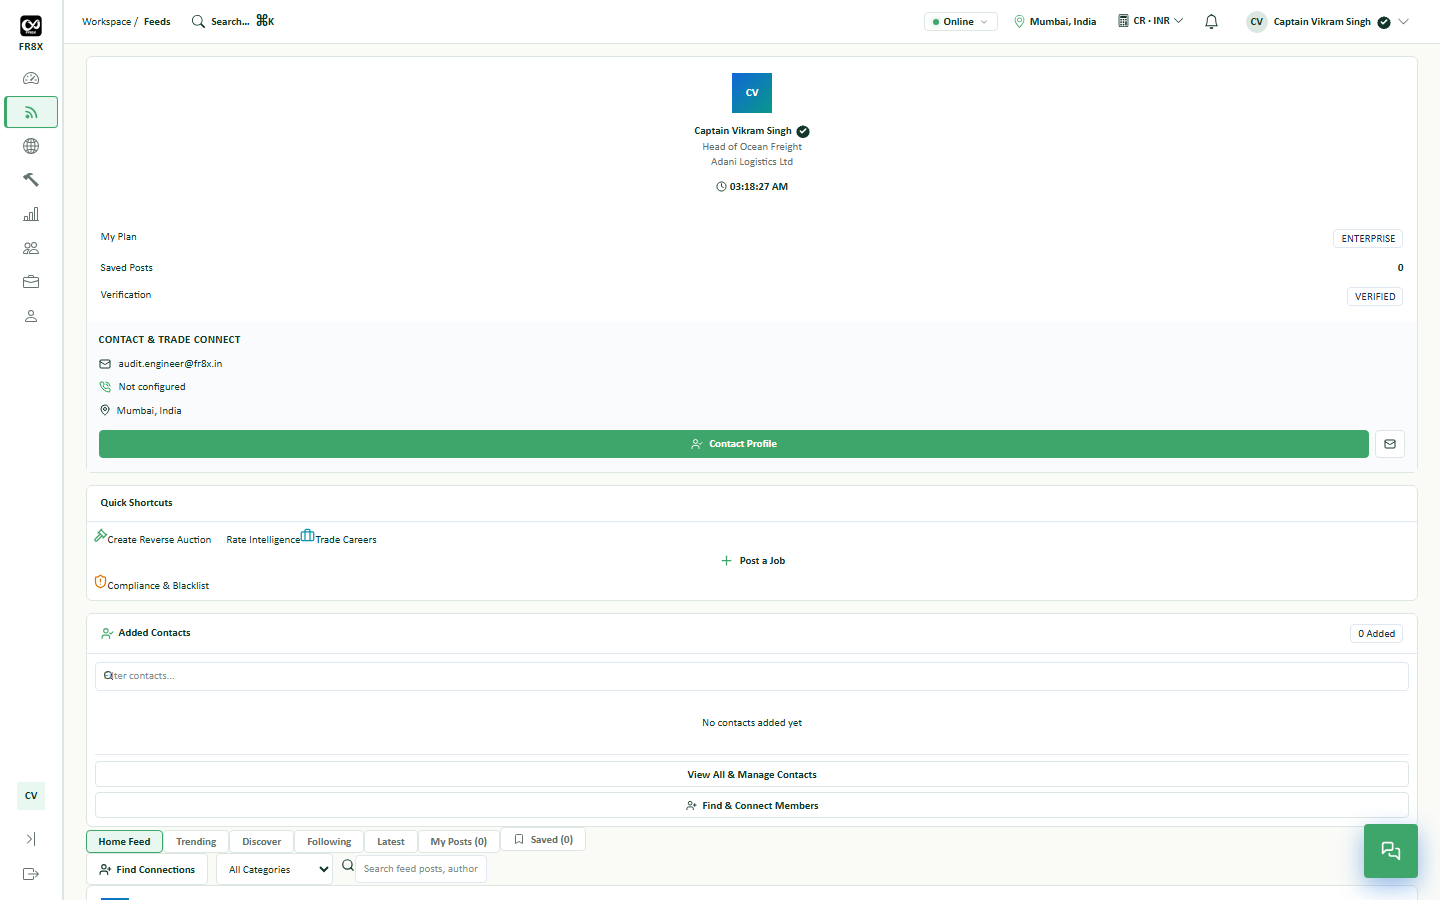 FR8X
Workspace / Feeds
Search... ⌘K
Online
Mumbai, India
CR • INR
CV
Captain Vikram Singh
CV
Captain Vikram Singh
Head of Ocean Freight
Adani Logistics Ltd
03:18:27 AM
My Plan
ENTERPRISE
Saved Posts
0
Verification
VERIFIED
CONTACT & TRADE CONNECT
audit.engineer@fr8x.in
Not configured
Mumbai, India
Contact Profile
Quick Shortcuts
Create Reverse Auction
Rate Intelligence
Trade Careers
Post a Job
Compliance & Blacklist
Added Contacts
0 Added
Filter contacts...
No contacts added yet
View All & Manage Contacts
Find & Connect Members
Home Feed
Trending
Discover
Following
Latest
My Posts (0)
Saved (0)
Find Connections
All Categories
Search feed posts, author
CV